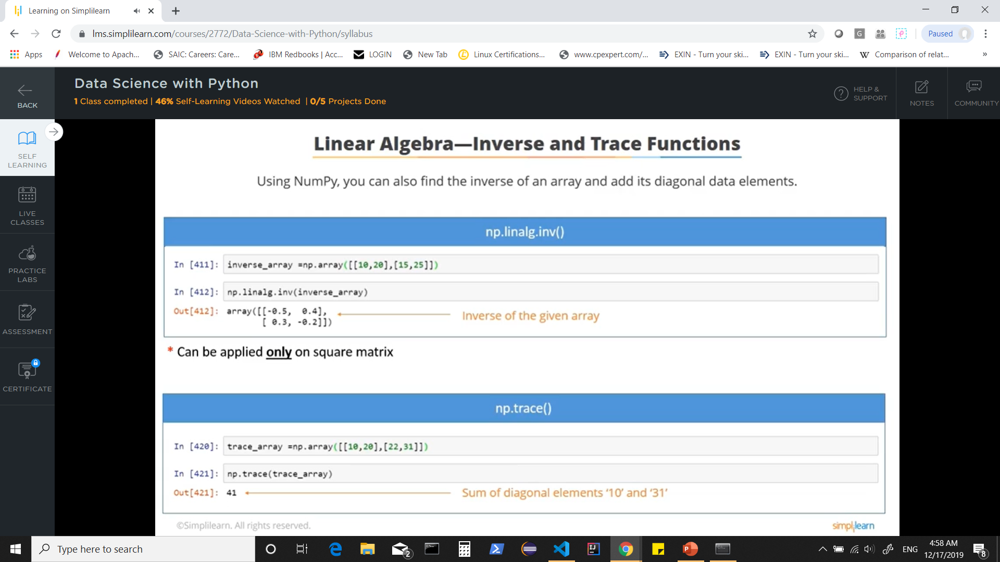 Learning on Simplilearn
lms.simplilearn.com/courses/2772/Data-Science-with-Python/syllabus
G
Paused
Apps
Welcome to Apach...
SAIC: Careers: Care...
IBM Redbooks | Acc...
LOGIN
New Tab
Linux Certifications...
www.cpexpert.com/...
EXIN - Turn your ski...
EXIN - Turn your ski...
W Comparison of relat...
»
BACK
Data Science with Python
1 Class completed | 46% Self-Learning Videos Watched | 0/5 Projects Done
HELP &
SUPPORT
NOTES
COMMUNITY
SELF
LEARNING
LIVE
CLASSES
PRACTICE
LABS
ASSESSMENT
CERTIFICATE
Linear Algebra—Inverse and Trace Functions
Using NumPy, you can also find the inverse of an array and add its diagonal data elements.
np.linalg.inv()
In [411]: inverse_array =np.array([[10,20],[15,25]])
In [412]: np.linalg.inv(inverse_array)
Out[412]: array([[-0.5, 0.4],
[ 0.3, -0.2]])
Inverse of the given array
* Can be applied only on square matrix
np.trace()
In [420]: trace_array =np.array([[10,20],[22,31]])
In [421]: np.trace(trace_array)
Out[421]: 41
Sum of diagonal elements ‘10’ and ‘31’
©Simplilearn. All rights reserved.
simplilearn
Type here to search
2
IJ
P
ENG
4:58 AM
12/17/2019
8